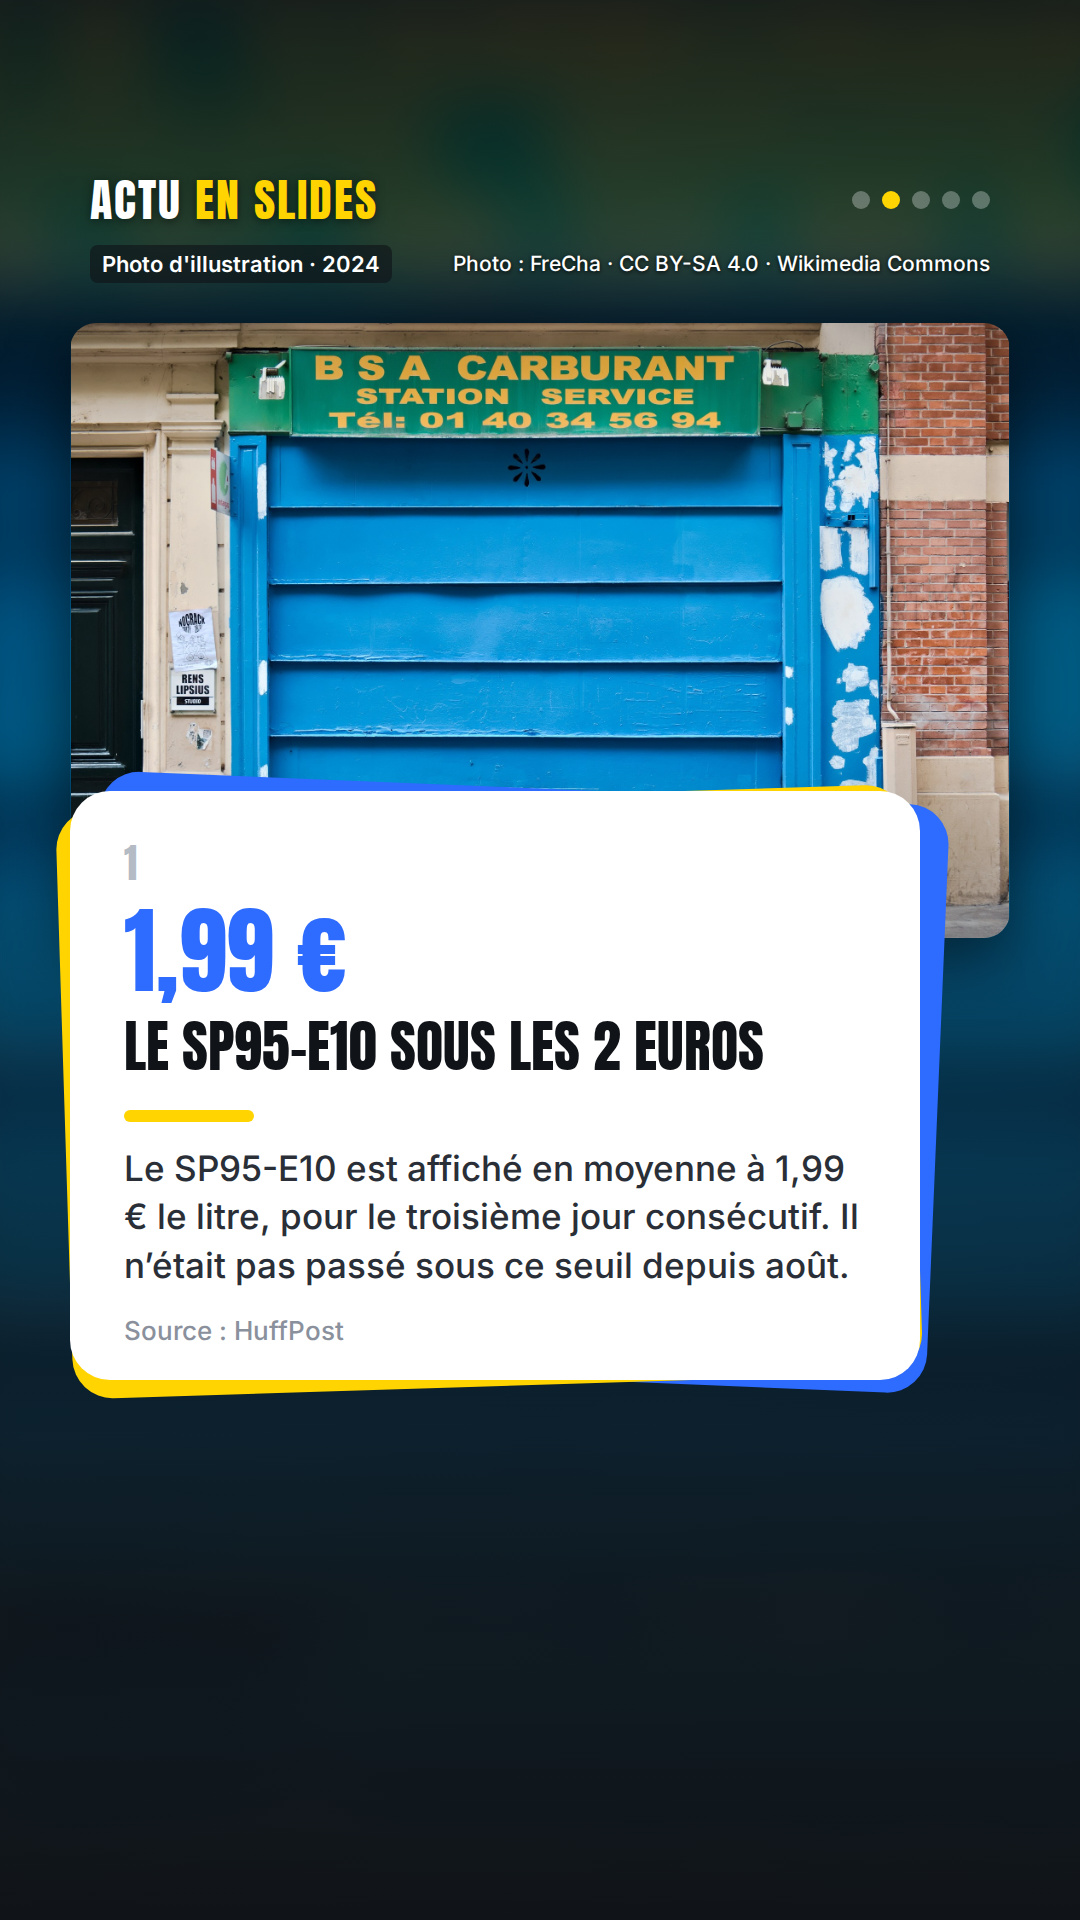 ACTU EN SLIDES
Photo d'illustration · 2024
Photo : FreCha · CC BY-SA 4.0 · Wikimedia Commons
B S A CARBURANT
STATION SERVICE
Tél: 01 40 34 56 94
NOCRACK
RENS
LIPSIUS
STUDIO
1
1,99 €
LE SP95-E10 SOUS LES 2 EUROS
Le SP95-E10 est affiché en moyenne à 1,99
€ le litre, pour le troisième jour consécutif. Il
n’était pas passé sous ce seuil depuis août.
Source : HuffPost